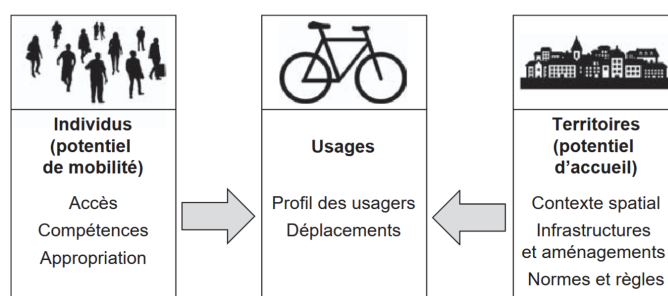 Individus
(potentiel
de mobilité)
Accès
Compétences
Appropriation
Usages
Profil des usagers
Déplacements
Territoires
(potentiel
d’accueil)
Contexte spatial
Infrastructures
et aménagements
Normes et règles